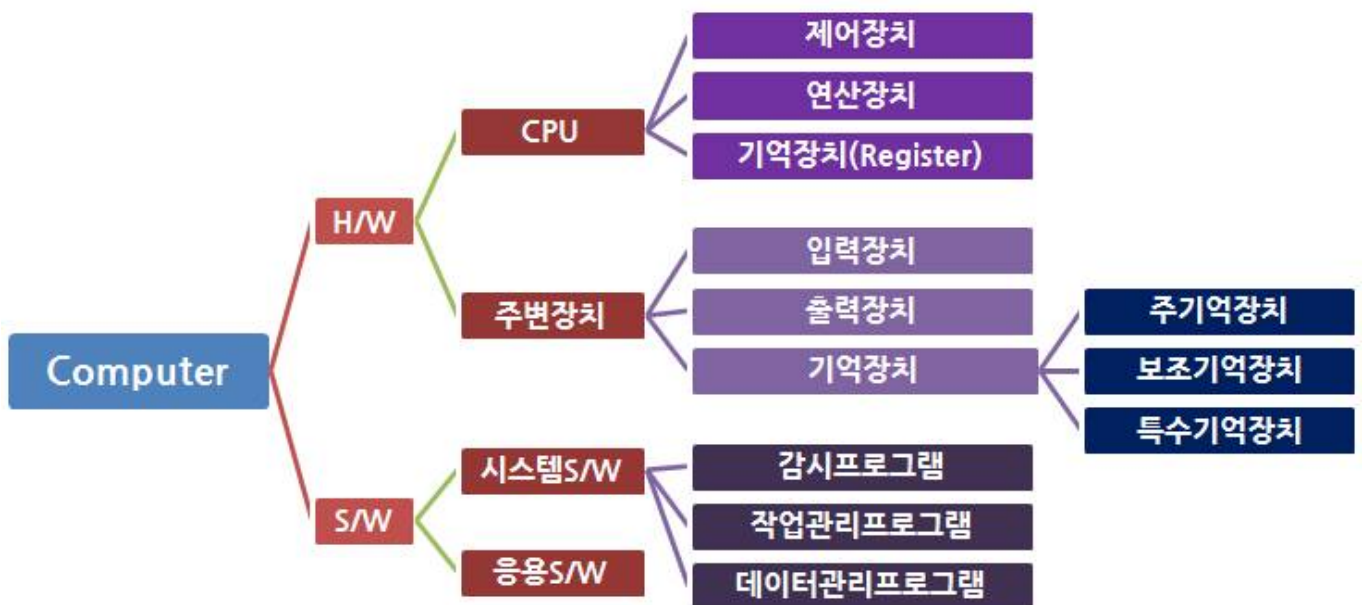 Computer
H/W
CPU
제어장치
연산장치
기억장치(Register)
주변장치
입력장치
출력장치
기억장치
주기억장치
보조기억장치
특수기억장치
S/W
시스템S/W
감시프로그램
작업관리프로그램
데이터관리프로그램
응용S/W